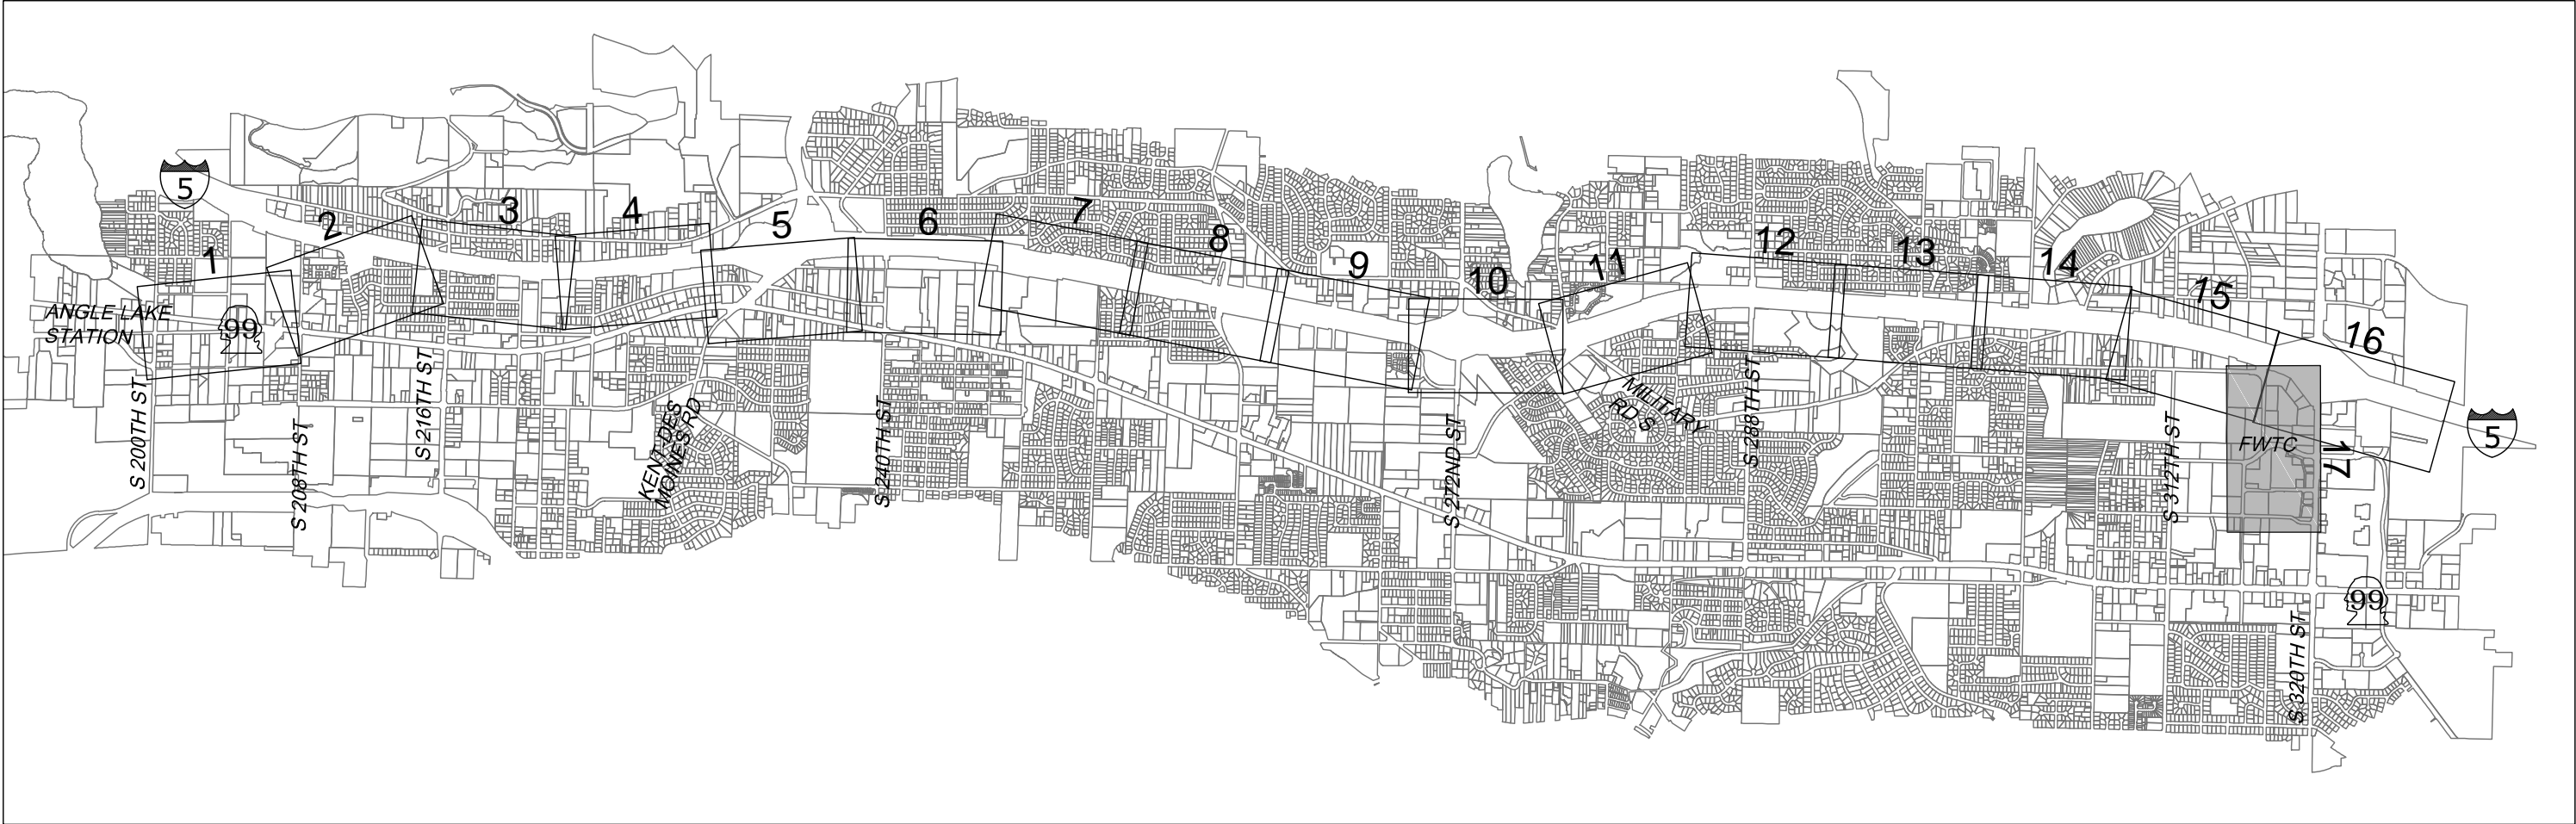 5
1
2
3
4
5
6
7
8
9
10
11
12
13
14
15
16
17
ANGLE LAKE
STATION
99
S 200TH ST
S 208TH ST
S 216TH ST
KENT DES
MOINES RD
S 240TH ST
S 272ND ST
MILITARY
RD S
S 288TH ST
S 312TH ST
FWTC
5
99
S 320TH ST